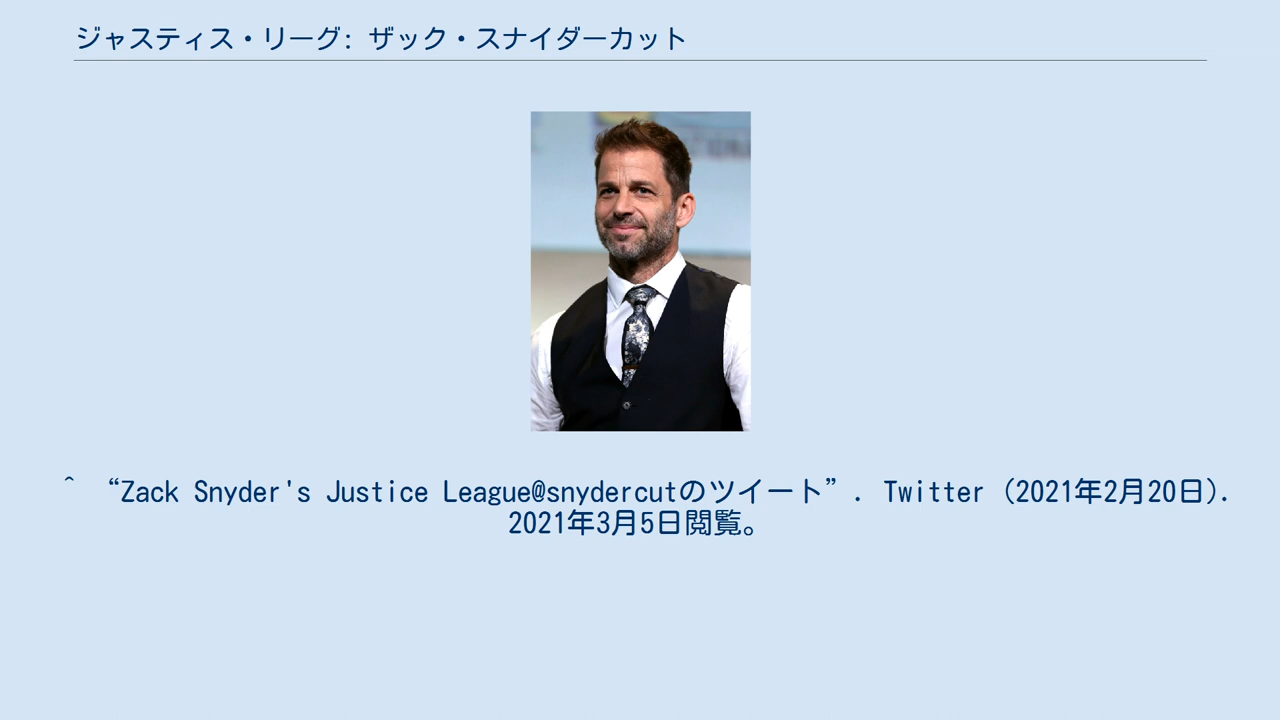 ジャスティス・リーグ: ザック・スナイダーカット
^ “Zack Snyder's Justice League@snydercutのツイート”. Twitter (2021年2月20日).
2021年3月5日閲覧。